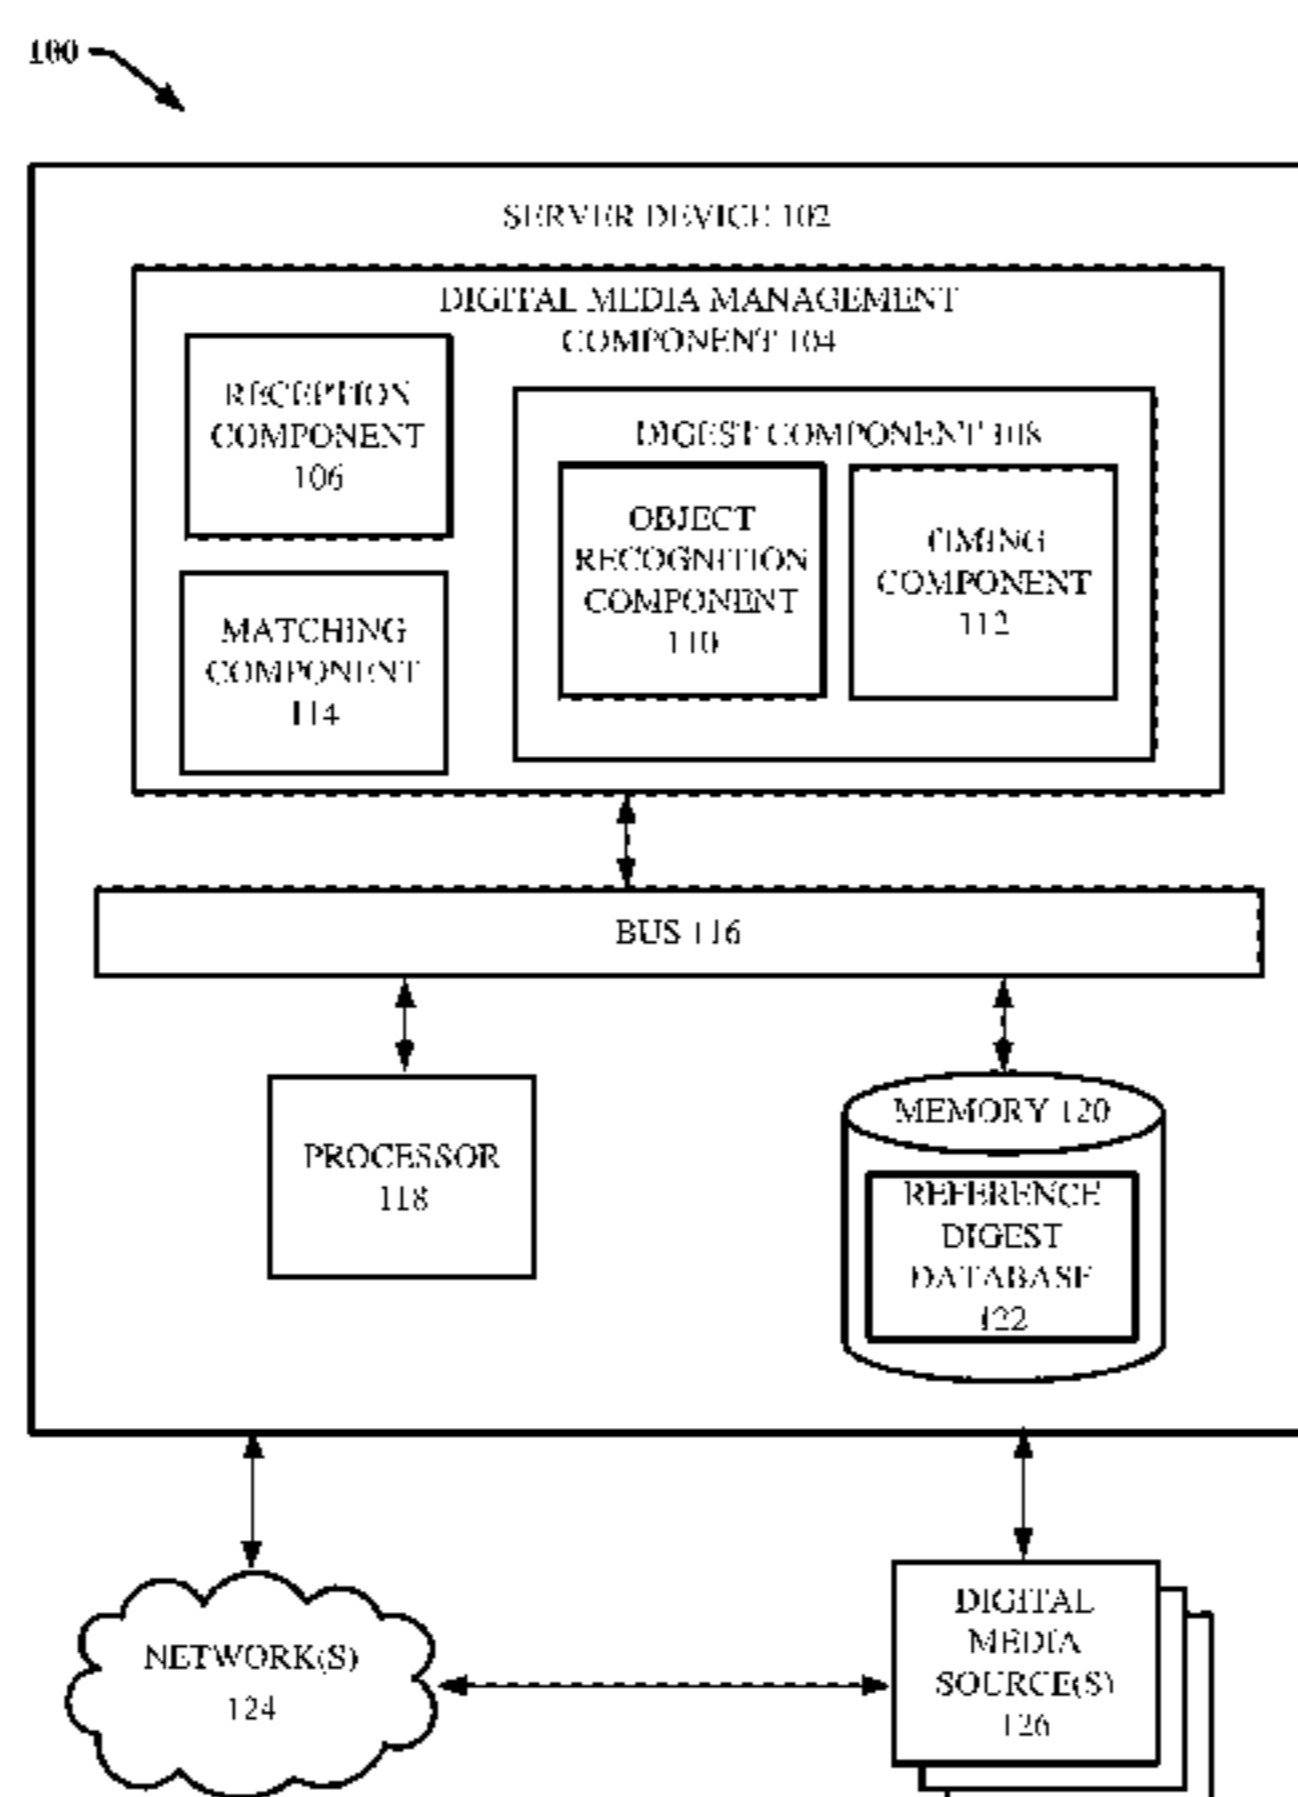 100
SERVER DEVICE 102
DIGITAL MEDIA MANAGEMENT
COMPONENT 104
RECEPTION
COMPONENT
106
DIGEST COMPONENT 108
OBJECT
RECOGNITION
COMPONENT
110
TIMING
COMPONENT
112
MATCHING
COMPONENT
114
BUS 116
PROCESSOR
118
MEMORY 120
REFERENCE
DIGEST
DATABASE
122
NETWORK(S)
124
DIGITAL
MEDIA
SOURCE(S)
126